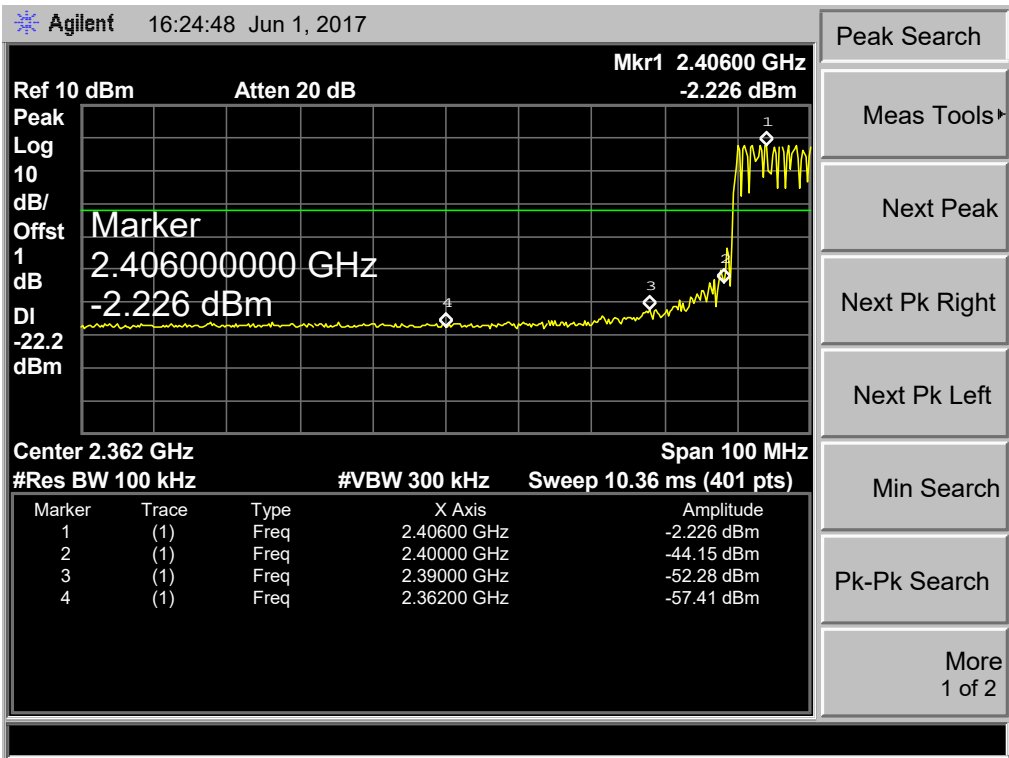 Agilent 16:24:48 Jun 1, 2017
Peak Search
Mkr1 2.40600 GHz
Ref 10 dBm Atten 20 dB -2.226 dBm
Peak
Log
10
dB/
Offst
1
dB
DI
-22.2
dBm
1
2
3
4
Marker
2.406000000 GHz
-2.226 dBm
Center 2.362 GHz Span 100 MHz
#Res BW 100 kHz #VBW 300 kHz Sweep 10.36 ms (401 pts)
Marker Trace Type X Axis Amplitude
1 (1) Freq 2.40600 GHz -2.226 dBm
2 (1) Freq 2.40000 GHz -44.15 dBm
3 (1) Freq 2.39000 GHz -52.28 dBm
4 (1) Freq 2.36200 GHz -57.41 dBm
Meas Tools
Next Peak
Next Pk Right
Next Pk Left
Min Search
Pk-Pk Search
More
1 of 2